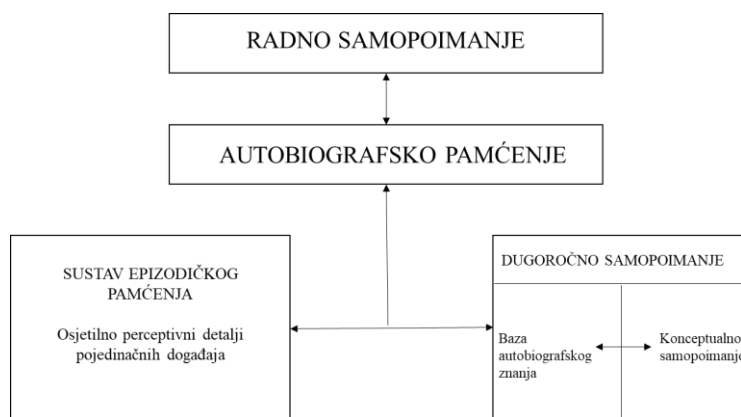 RADNO SAMOPOIMANJE
AUTOBIOGRAFSKO PAMĆENJE
SUSTAV EPIZODIČKOG
PAMĆENJA
Osjetilno perceptivni detalji
pojedinačnih događaja
DUGOROČNO SAMOPOIMANJE
Baza
autobiografskog
znanja
Konceptualno
samopoimanje